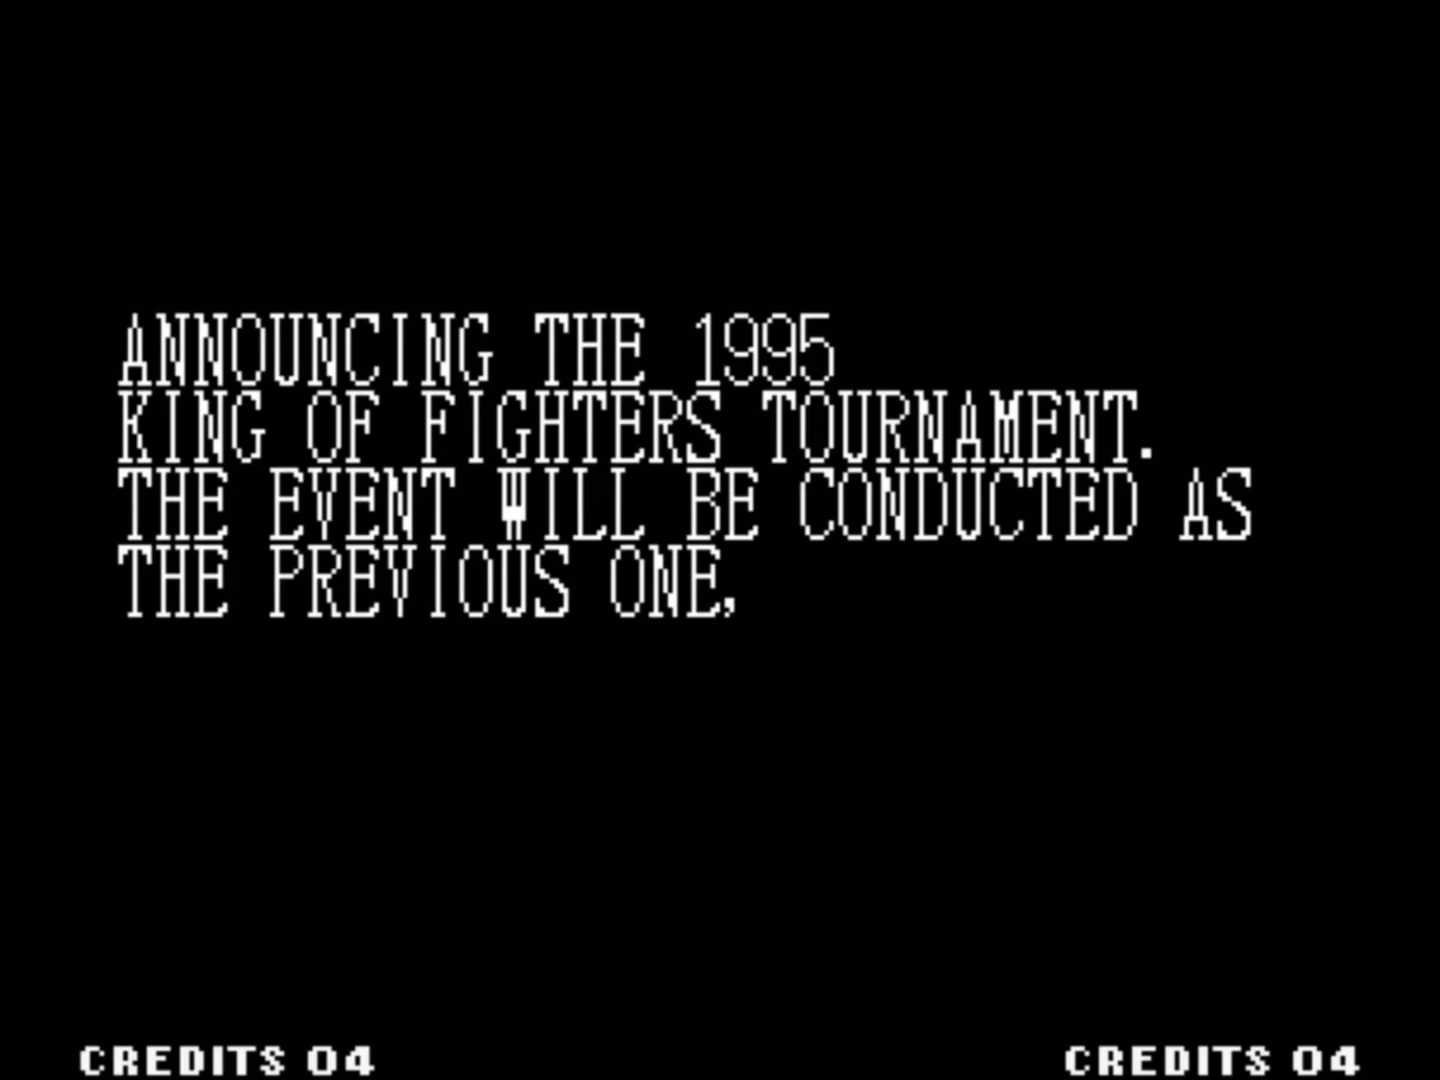 ANNOUNCING THE 1995
KING OF FIGHTERS TOURNAMENT.
THE EVENT WILL BE CONDUCTED AS
THE PREVIOUS ONE,
CREDITS 04
CREDITS 04